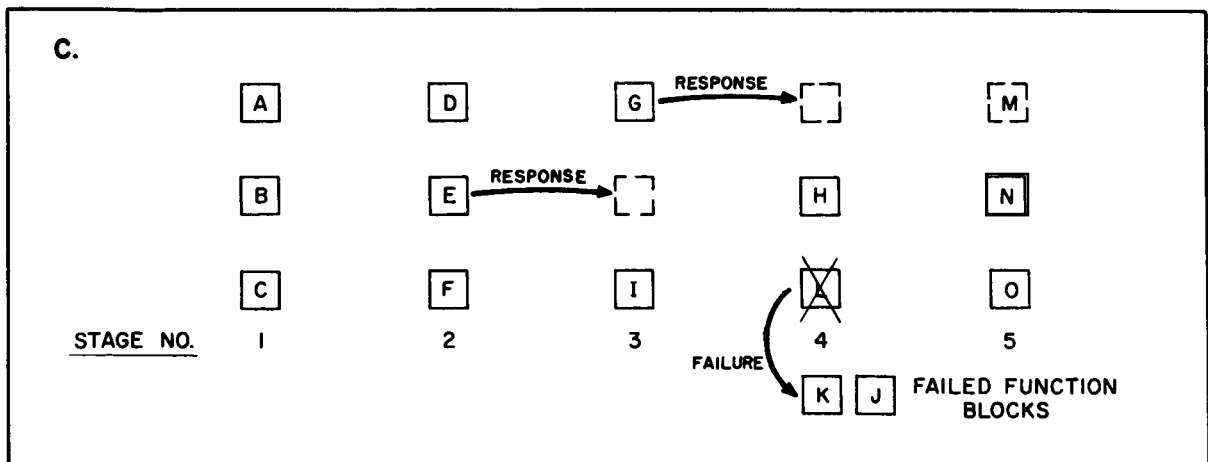 C.
A D G RESPONSE M
B E RESPONSE H N
C F I L O
STAGE NO. 1 2 3 4 5
FAILURE
K J FAILED FUNCTION
BLOCKS